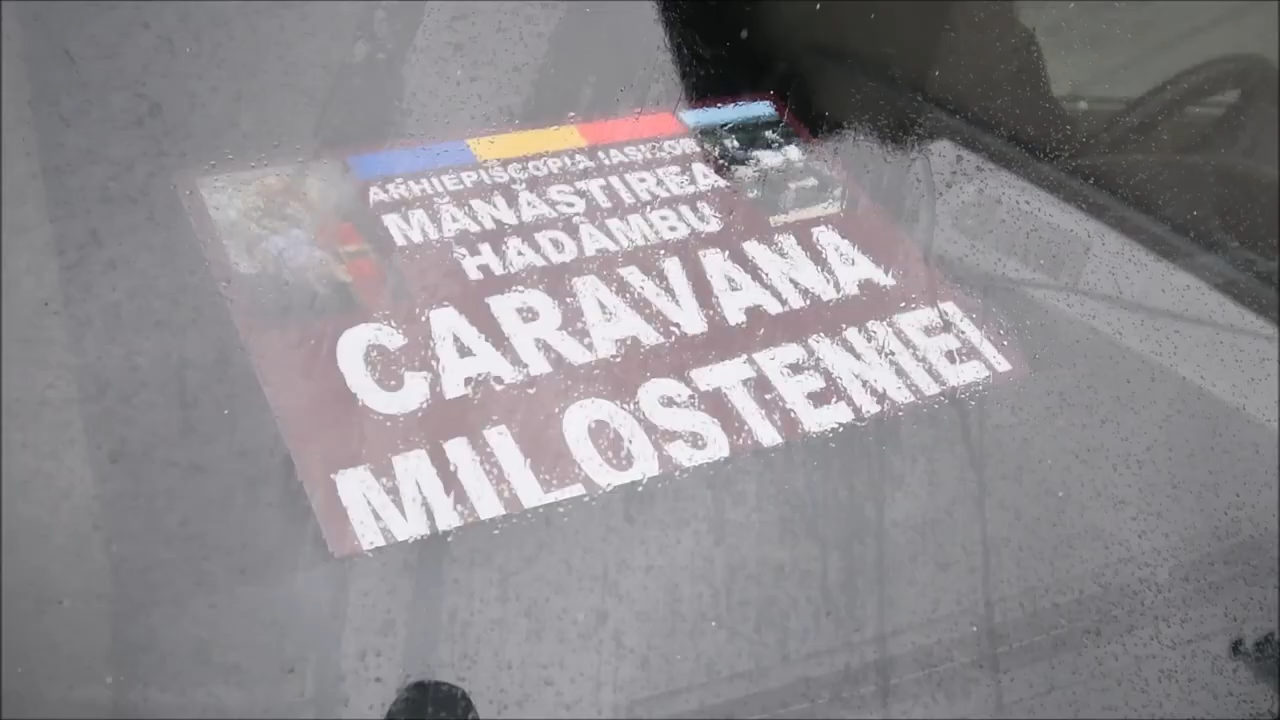 ARHIEPISCOPIA IAȘILOR
MĂNĂSTIREA
HADÂMBU
CARAVANA
MILOSTENIEI